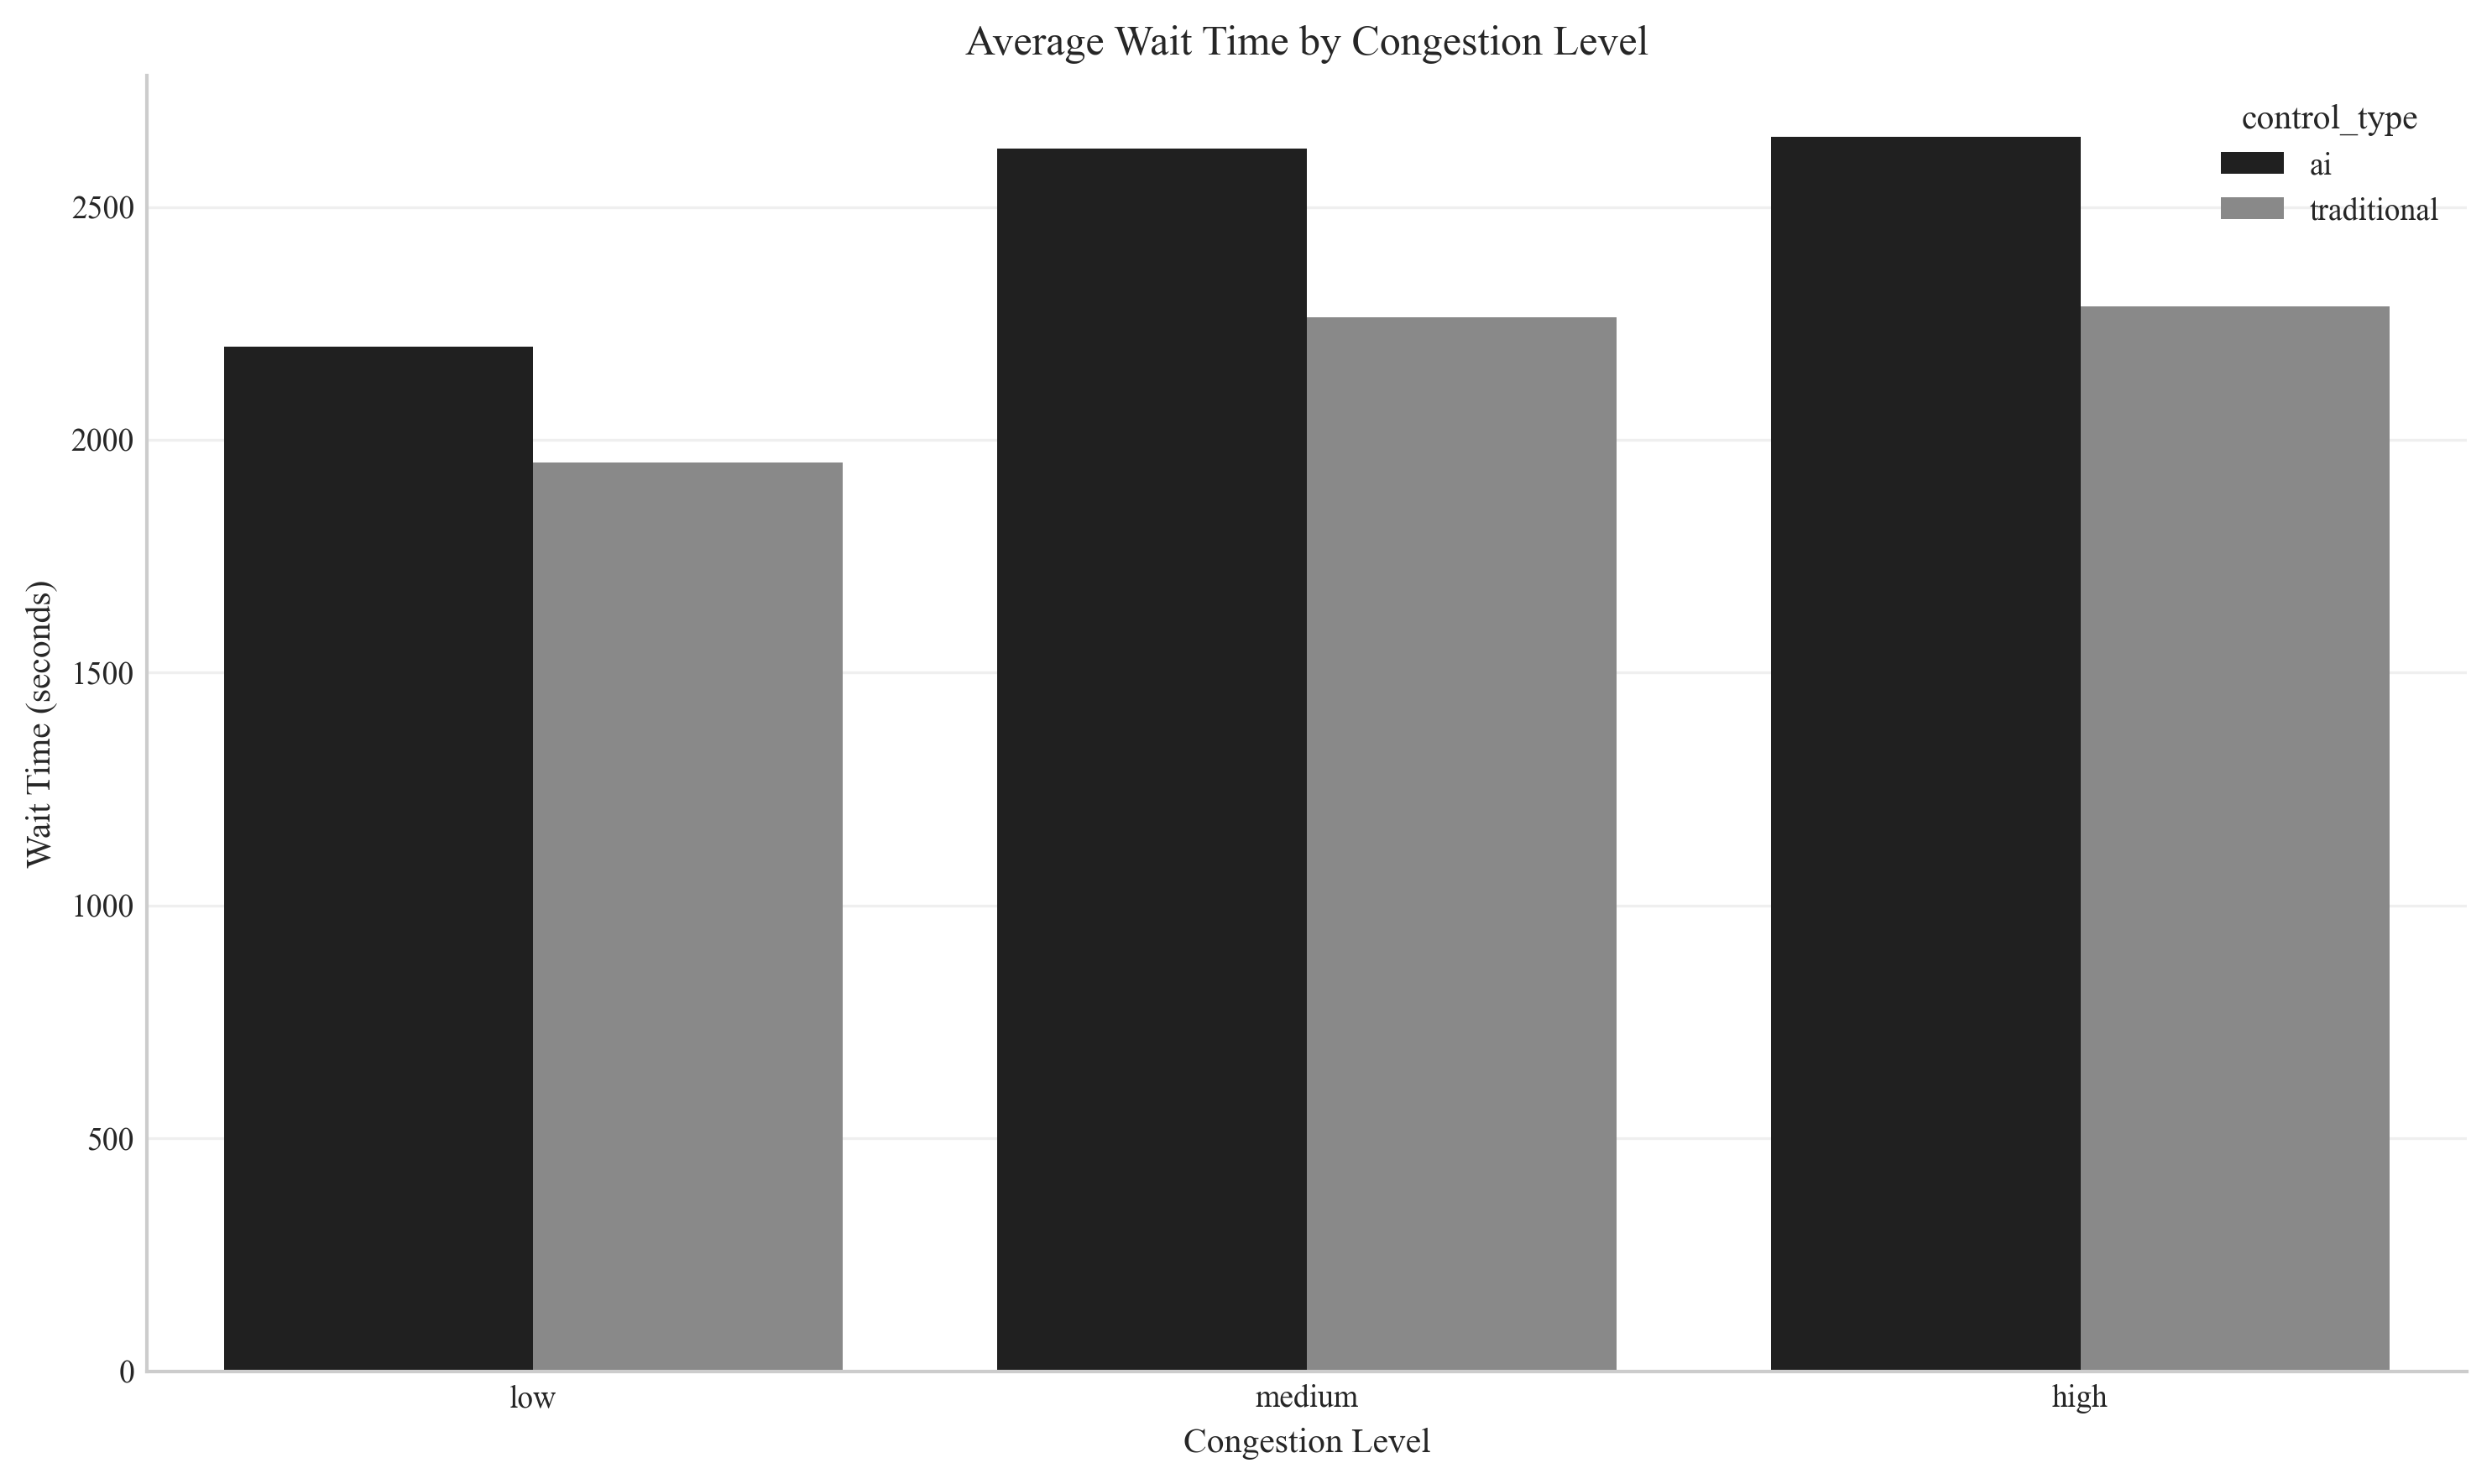 Average Wait Time by Congestion Level
control_type
ai
traditional
2500
2000
1500
1000
500
0
Wait Time (seconds)
low
medium
high
Congestion Level